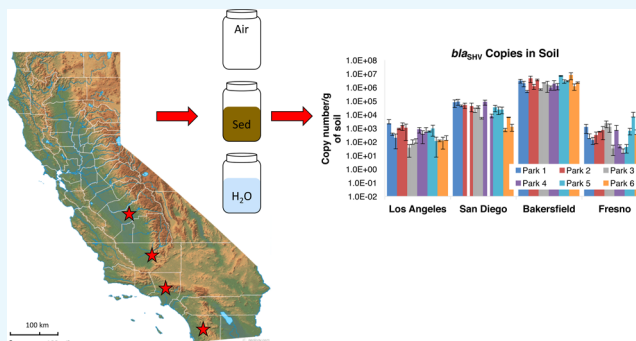 Air
Sed
H₂O
100 km
bla_SHV Copies in Soil
Copy number/g
of soil
1.0E+08
1.0E+07
1.0E+06
1.0E+05
1.0E+04
1.0E+03
1.0E+02
1.0E+01
1.0E+00
1.0E-01
1.0E-02
Park 1
Park 2
Park 3
Park 4
Park 5
Park 6
Los Angeles
San Diego
Bakersfield
Fresno